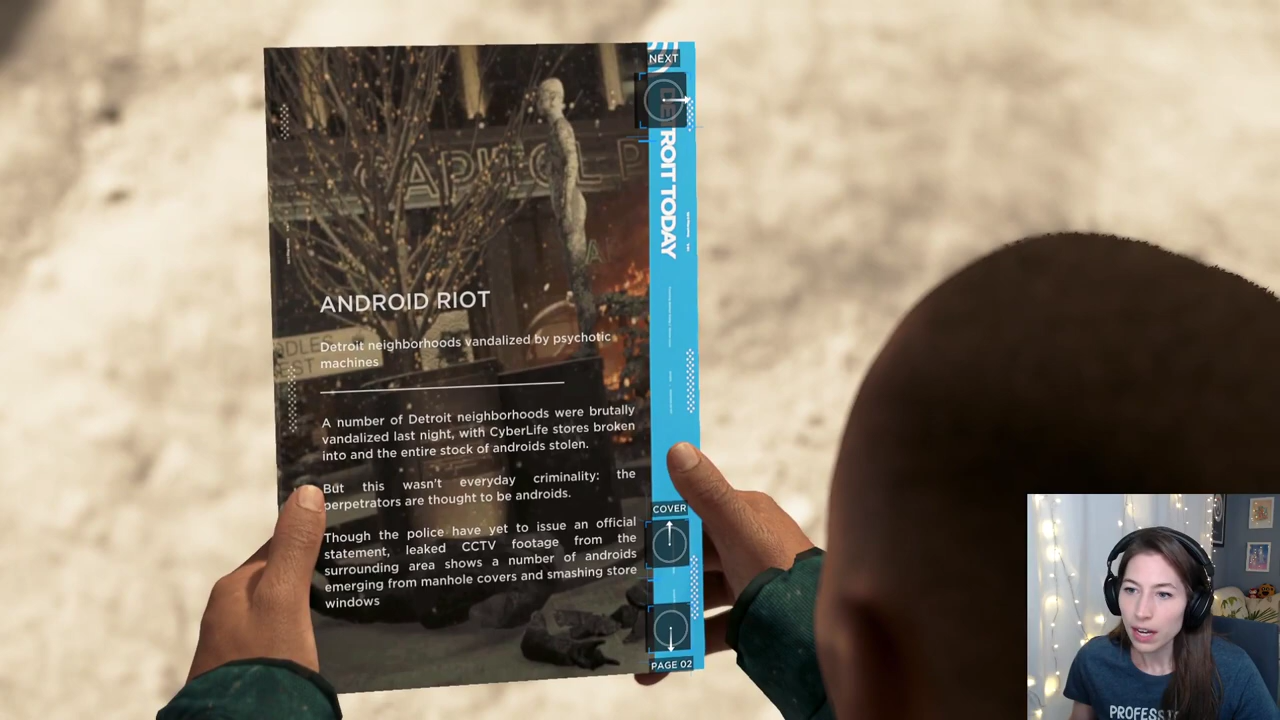 NEXT
DETROIT TODAY
CAPITOL P
ANDROID RIOT
Detroit neighborhoods vandalized by psychotic
machines
A number of Detroit neighborhoods were brutally
vandalized last night, with CyberLife stores broken
into and the entire stock of androids stolen.
But this wasn't everyday criminality: the
perpetrators are thought to be androids.
Though the police have yet to issue an official
statement, leaked CCTV footage from the
surrounding area shows a number of androids
emerging from manhole covers and smashing store
windows
COVER
PAGE 02
PROFESS